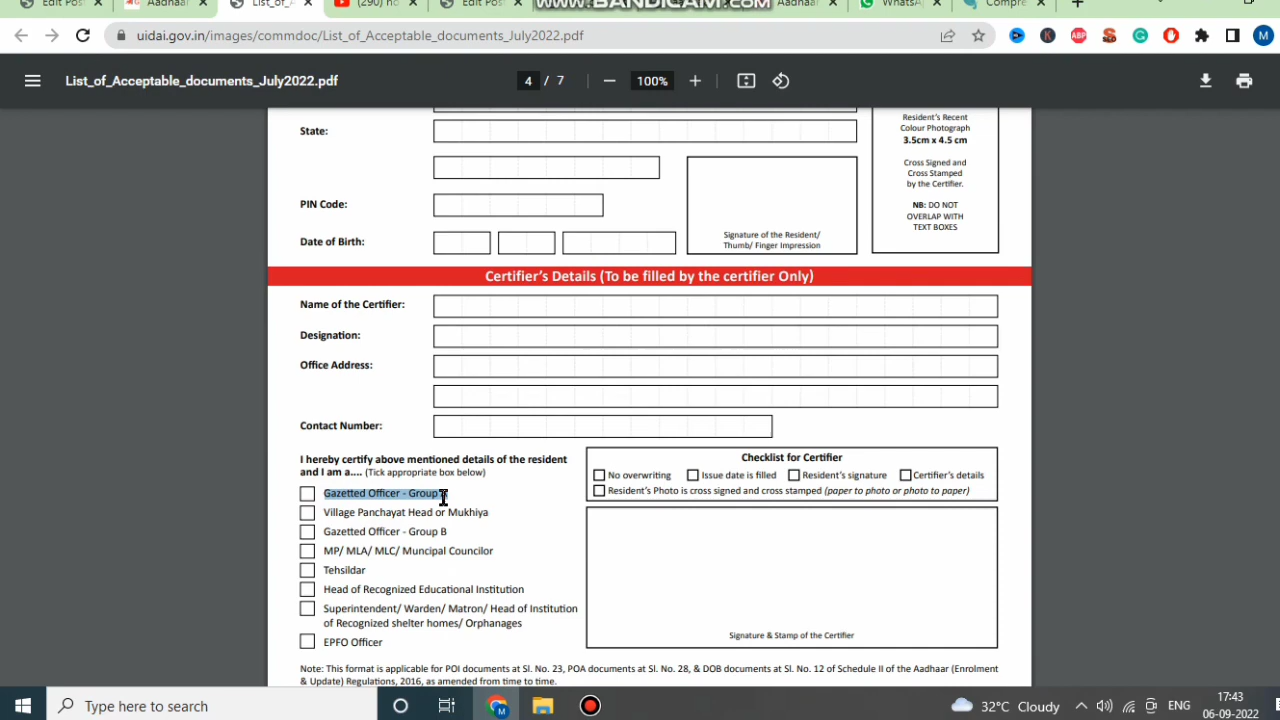 WWW.BANDICAM.COM
Edit Post
Aadhaar
List_of_A
(290) h
Edit Post
Aadhaa
WhatsA
Compre
uidai.gov.in/images/commdoc/List_of_Acceptable_documents_July2022.pdf
ABP
M
List_of_Acceptable_documents_July2022.pdf
4 / 7
100%
State:
PIN Code:
Date of Birth:
Signature of the Resident/
Thumb/ Finger Impression
Resident's Recent
Colour Photograph
3.5cm x 4.5 cm
Cross Signed and
Cross Stamped
by the Certifier.
NB: DO NOT
OVERLAP WITH
TEXT BOXES
Certifier's Details (To be filled by the certifier Only)
Name of the Certifier:
Designation:
Office Address:
Contact Number:
I hereby certify above mentioned details of the resident
and I am a.... (Tick appropriate box below)
Gazetted Officer - Group
Village Panchayat Head or Mukhiya
Gazetted Officer - Group B
MP/ MLA/ MLC/ Muncipal Councilor
Tehsildar
Head of Recognized Educational Institution
Superintendent/ Warden/ Matron/ Head of Institution
of Recognized shelter homes/ Orphanages
EPFO Officer
Checklist for Certifier
No overwriting
Issue date is filled
Resident's signature
Certifier's details
Resident's Photo is cross signed and cross stamped (paper to photo or photo to paper)
Signature & Stamp of the Certifier
Note: This format is applicable for POI documents at SI. No. 23, POA documents at SI. No. 28, & DOB documents at SI. No. 12 of Schedule II of the Aadhaar (Enrolment
& Update) Regulations, 2016, as amended from time to time.
Type here to search
M
32°C Cloudy
ENG
17:43
06-09-2022